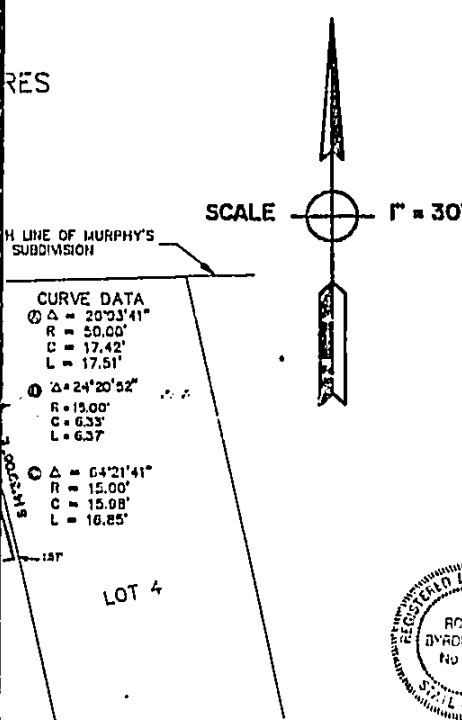 RES
SCALE 1" = 30'
H LINE OF MURPHY'S
SUBDIVISION
CURVE DATA
Δ = 20°03'41"
R = 50.00'
C = 17.42'
L = 17.51'
Δ = 24°20'52"
R = 15.00'
C = 6.33'
L = 6.37'
Δ = 64°21'41"
R = 15.00'
C = 15.98'
L = 16.85'
LOT 4
REGISTERED
No